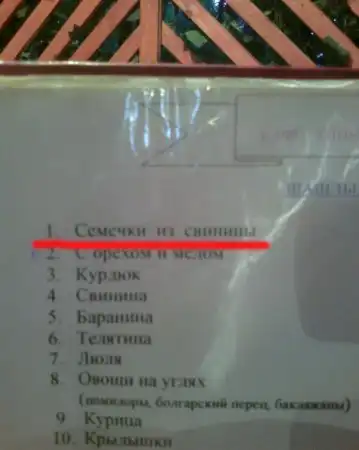 ШАШЛЫ
1. Семечки из свинины
2. С орехом и медом
3 Курдюк
4 Свинина
5. Баранина
6. Телятина
7. Люля
8 Овощи на углях
(помидоры, болгарский перец, баклажаны)
9 Курица
10. Крылышки